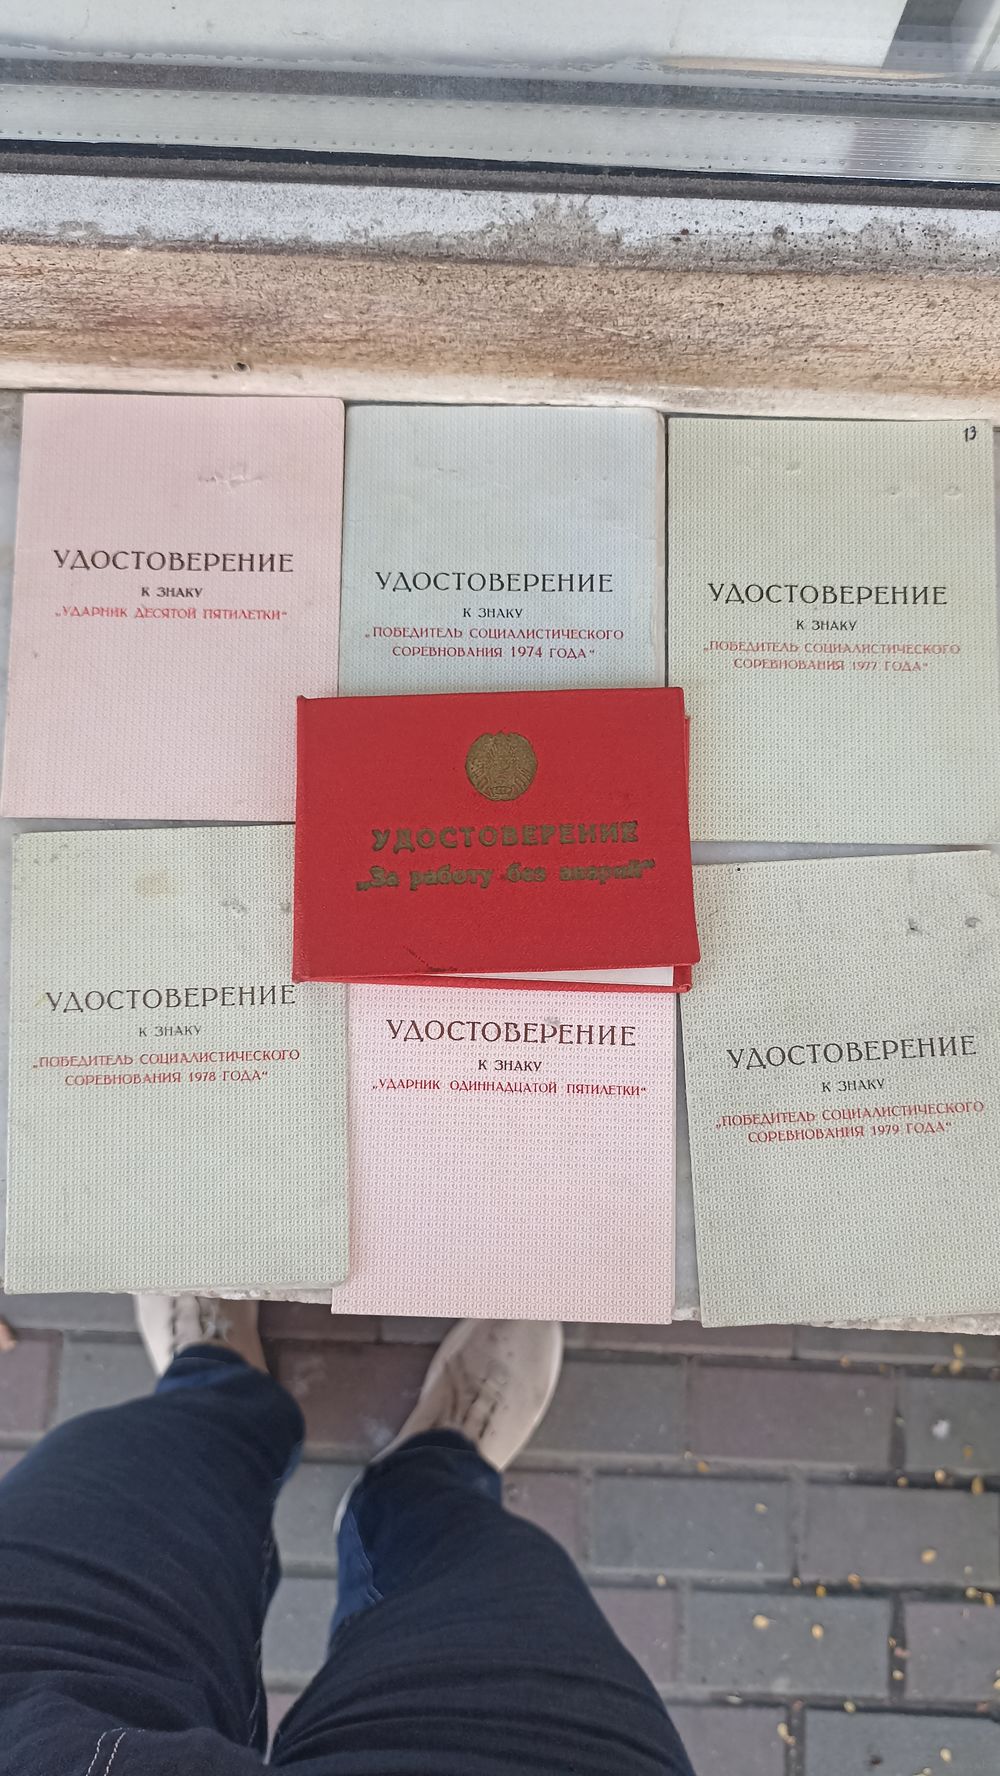 УДОСТОВЕРЕНИЕ
К ЗНАКУ
„УДАРНИК ДЕСЯТОЙ ПЯТИЛЕТКИ“
УДОСТОВЕРЕНИЕ
К ЗНАКУ
„ПОБЕДИТЕЛЬ СОЦИАЛИСТИЧЕСКОГО
СОРЕВНОВАНИЯ 1974 ГОДА“
13
УДОСТОВЕРЕНИЕ
К ЗНАКУ
„ПОБЕДИТЕЛЬ СОЦИАЛИСТИЧЕСКОГО
СОРЕВНОВАНИЯ 1977 ГОДА“
УДОСТОВЕРЕНИЕ
„За работу без аварий“
УДОСТОВЕРЕНИЕ
К ЗНАКУ
„ПОБЕДИТЕЛЬ СОЦИАЛИСТИЧЕСКОГО
СОРЕВНОВАНИЯ 1978 ГОДА“
УДОСТОВЕРЕНИЕ
К ЗНАКУ
„УДАРНИК ОДИННАДЦАТОЙ ПЯТИЛЕТКИ“
УДОСТОВЕРЕНИЕ
К ЗНАКУ
„ПОБЕДИТЕЛЬ СОЦИАЛИСТИЧЕСКОГО
СОРЕВНОВАНИЯ 1979 ГОДА“